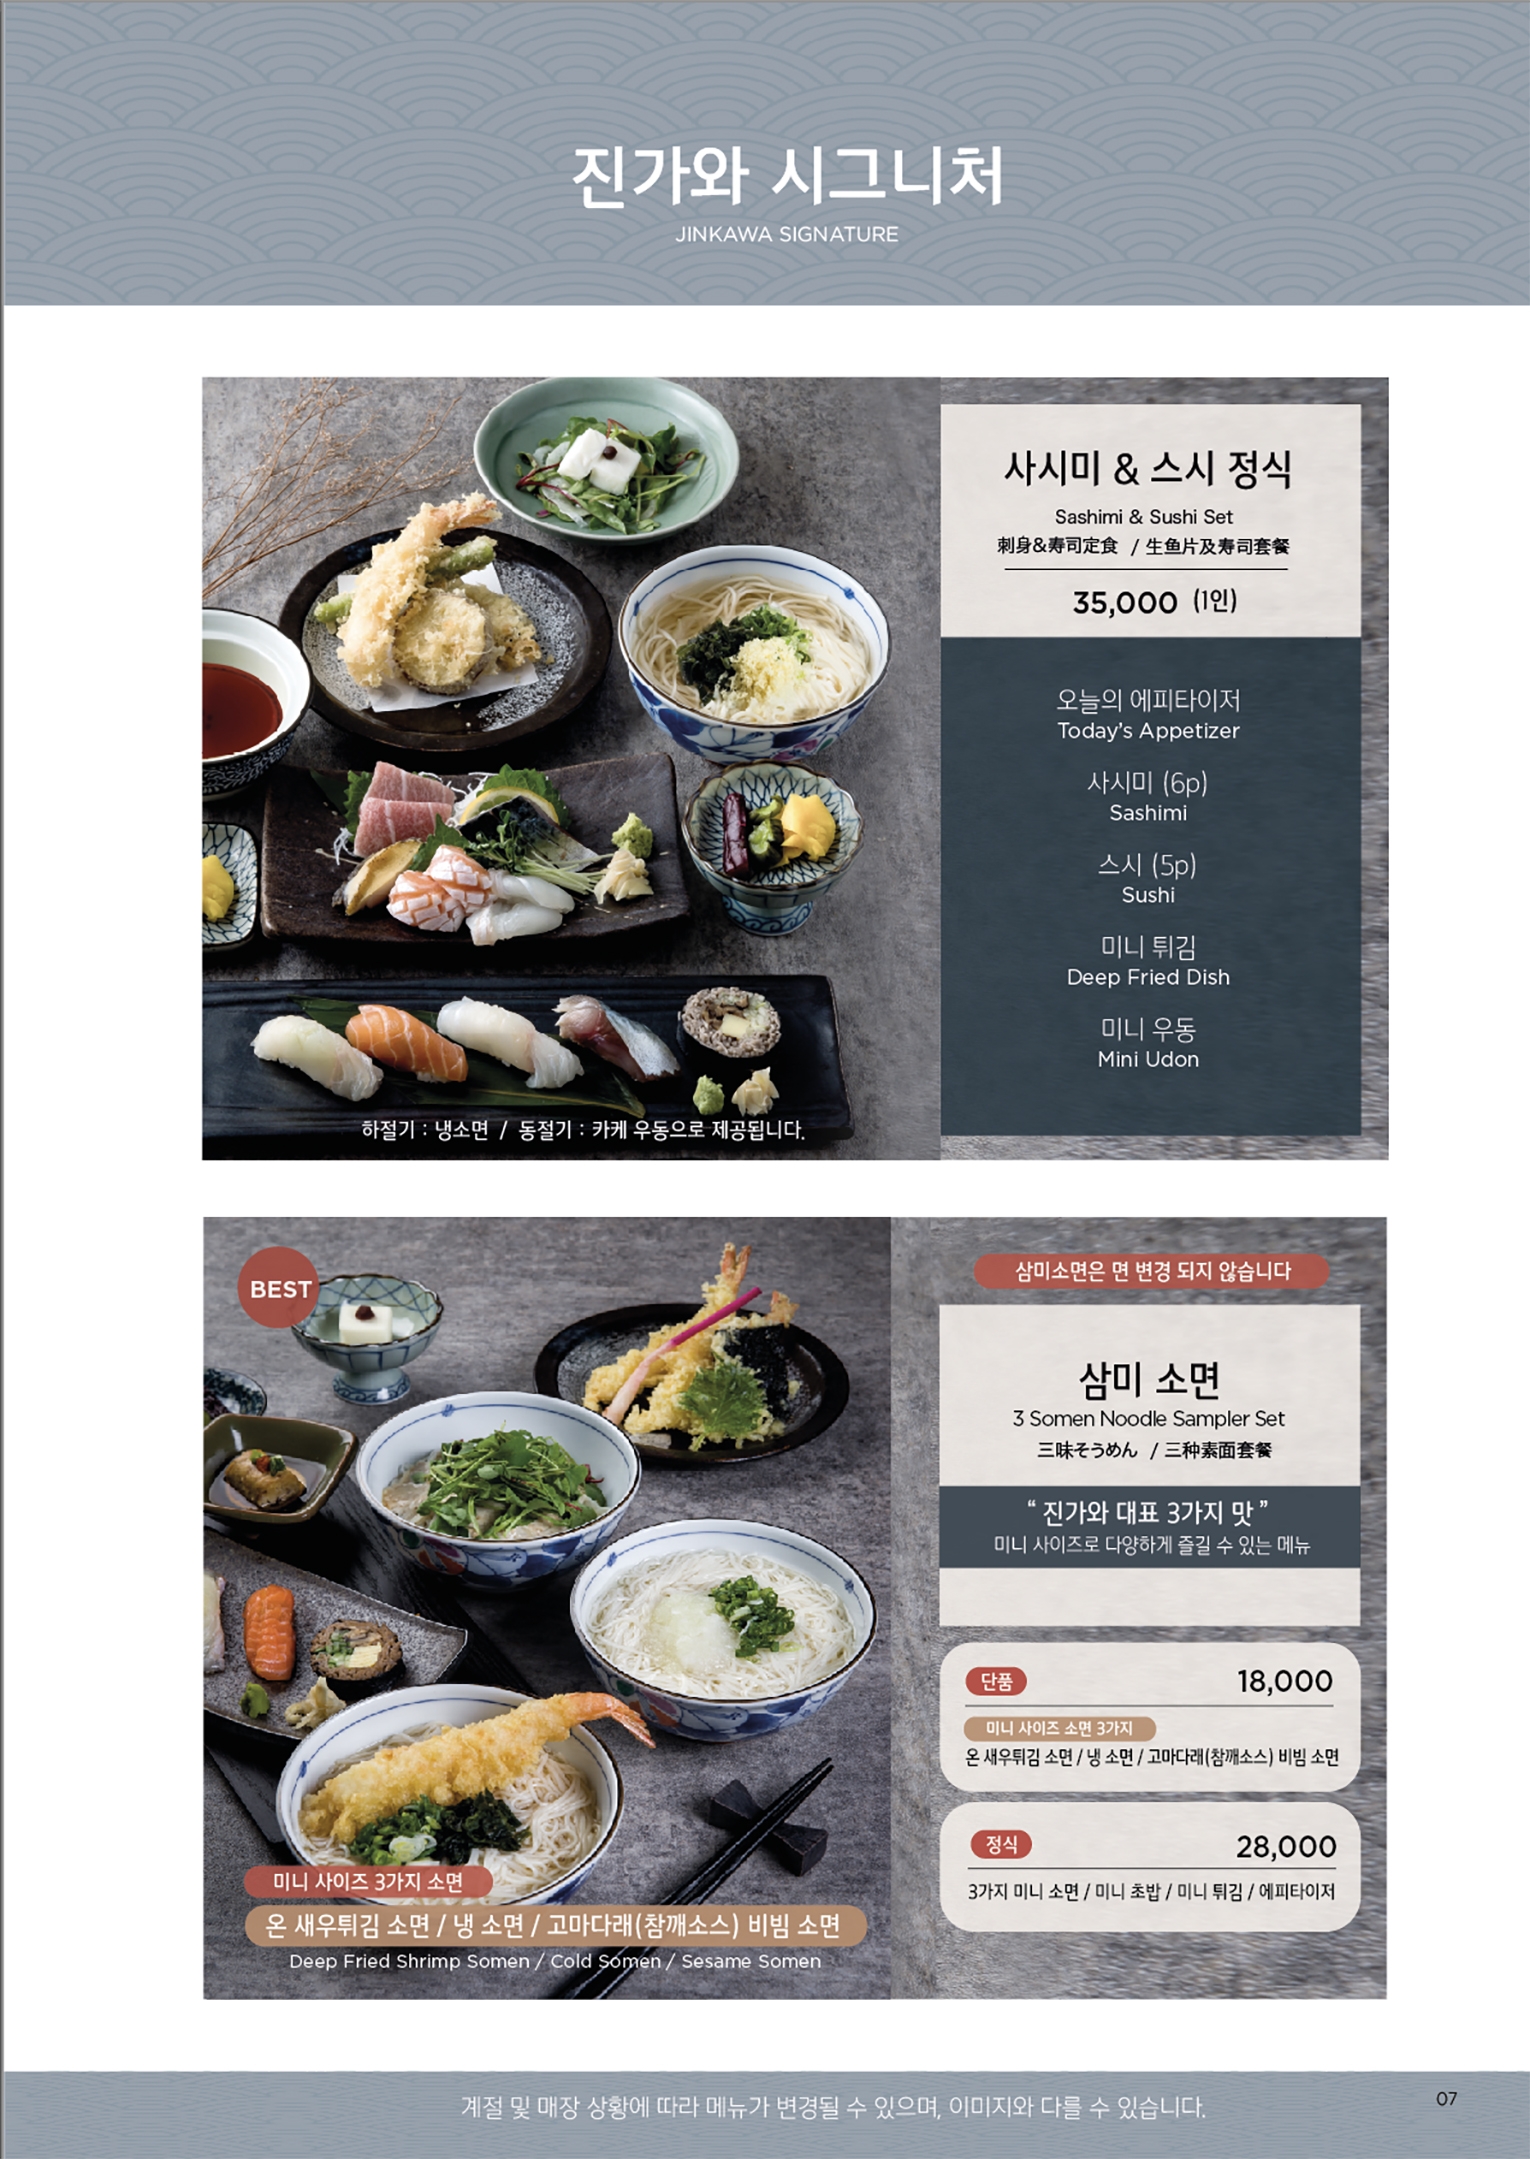 진가와 시그니처
JINKAWA SIGNATURE
사시미 & 스시 정식
Sashimi & Sushi Set
刺身&寿司定食 / 生鱼片及寿司套餐
35,000 (1인)
오늘의 에피타이저
Today's Appetizer
사시미 (6p)
Sashimi
스시 (5p)
Sushi
미니 튀김
Deep Fried Dish
미니 우동
Mini Udon
하절기 : 냉소면 / 동절기 : 카케 우동으로 제공됩니다.
BEST
삼미소면은 면 변경 되지 않습니다
삼미 소면
3 Somen Noodle Sampler Set
三味そうめん / 三种素面套餐
“ 진가와 대표 3가지 맛 ”
미니 사이즈로 다양하게 즐길 수 있는 메뉴
단품 18,000
미니 사이즈 소면 3가지
온 새우튀김 소면 / 냉 소면 / 고마다래(참깨소스) 비빔 소면
정식 28,000
3가지 미니 소면 / 미니 초밥 / 미니 튀김 / 에피타이저
미니 사이즈 3가지 소면
온 새우튀김 소면 / 냉 소면 / 고마다래(참깨소스) 비빔 소면
Deep Fried Shrimp Somen / Cold Somen / Sesame Somen
계절 및 매장 상황에 따라 메뉴가 변경될 수 있으며, 이미지와 다를 수 있습니다.
07